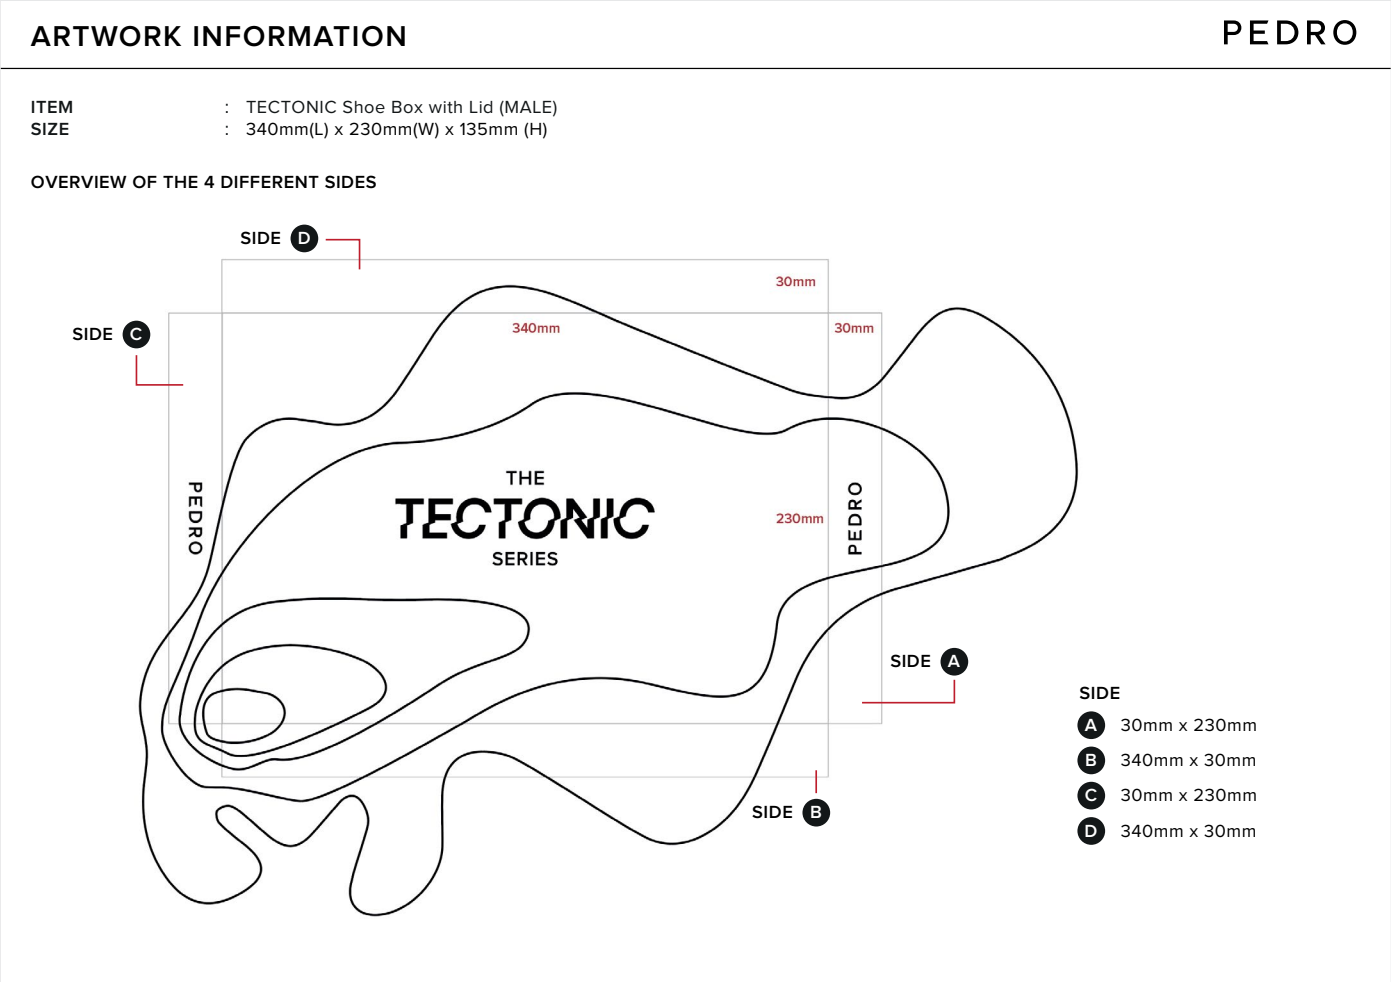 ARTWORK INFORMATION
PEDRO
ITEM : TECTONIC Shoe Box with Lid (MALE)
SIZE : 340mm(L) x 230mm(W) x 135mm (H)
OVERVIEW OF THE 4 DIFFERENT SIDES
SIDE D
30mm
SIDE C
340mm
30mm
THE
TECTONIC
SERIES
PEDRO
230mm
PEDRO
SIDE A
SIDE B
SIDE
A 30mm x 230mm
B 340mm x 30mm
C 30mm x 230mm
D 340mm x 30mm